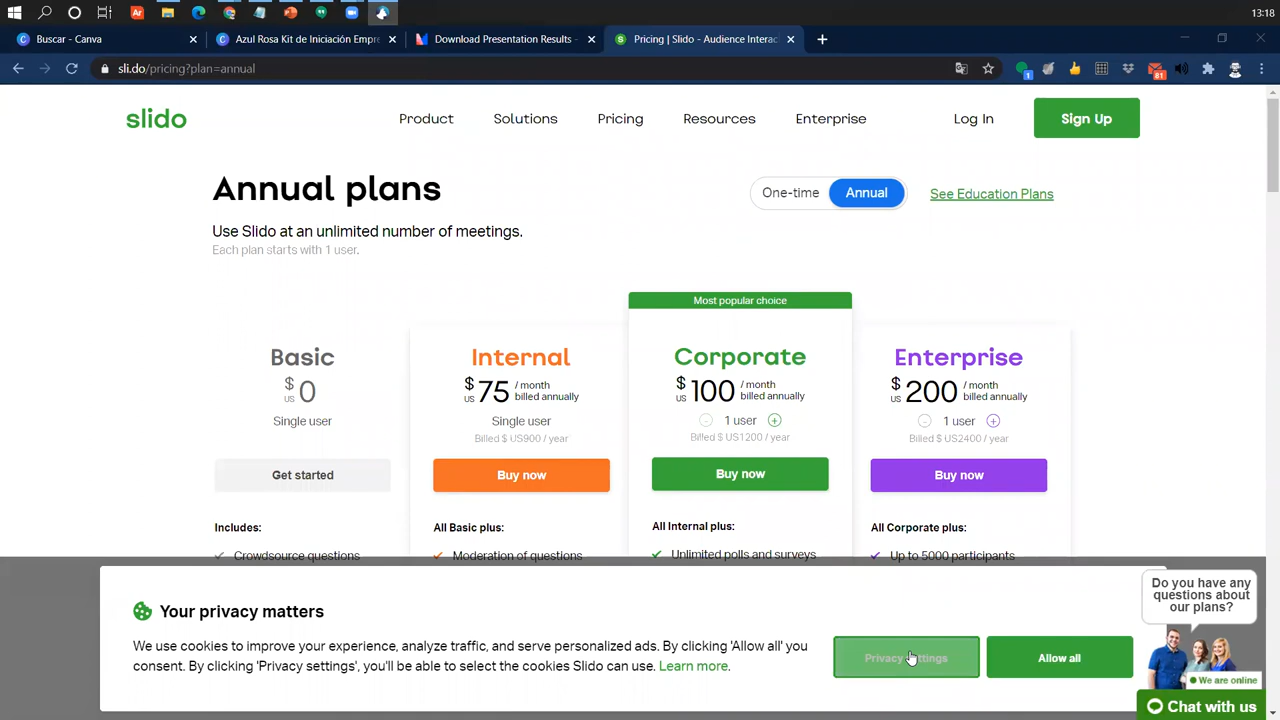 13:18
Buscar - Canva
Azul Rosa Kit de Iniciación Empre
Download Presentation Results -
Pricing | Slido - Audience Interac
sli.do/pricing?plan=annual
1
81
slido
Product
Solutions
Pricing
Resources
Enterprise
Log In
Sign Up
Annual plans
One-time
Annual
See Education Plans
Use Slido at an unlimited number of meetings.
Each plan starts with 1 user.
Most popular choice
Basic
$ US 0
Single user
Get started
Includes:
Crowdsource questions
Internal
$ US 75 / month billed annually
Single user
Billed $ US900 / year
Buy now
All Basic plus:
Moderation of questions
Corporate
$ US 100 / month billed annually
- 1 user +
Billed $ US1200 / year
Buy now
All Internal plus:
Unlimited polls and surveys
Enterprise
$ US 200 / month billed annually
- 1 user +
Billed $ US2400 / year
Buy now
All Corporate plus:
Up to 5000 participants
Your privacy matters
We use cookies to improve your experience, analyze traffic, and serve personalized ads. By clicking 'Allow all' you
consent. By clicking 'Privacy settings', you'll be able to select the cookies Slido can use. Learn more.
Privacy settings
Allow all
Do you have any
questions about
our plans?
We are online
Chat with us